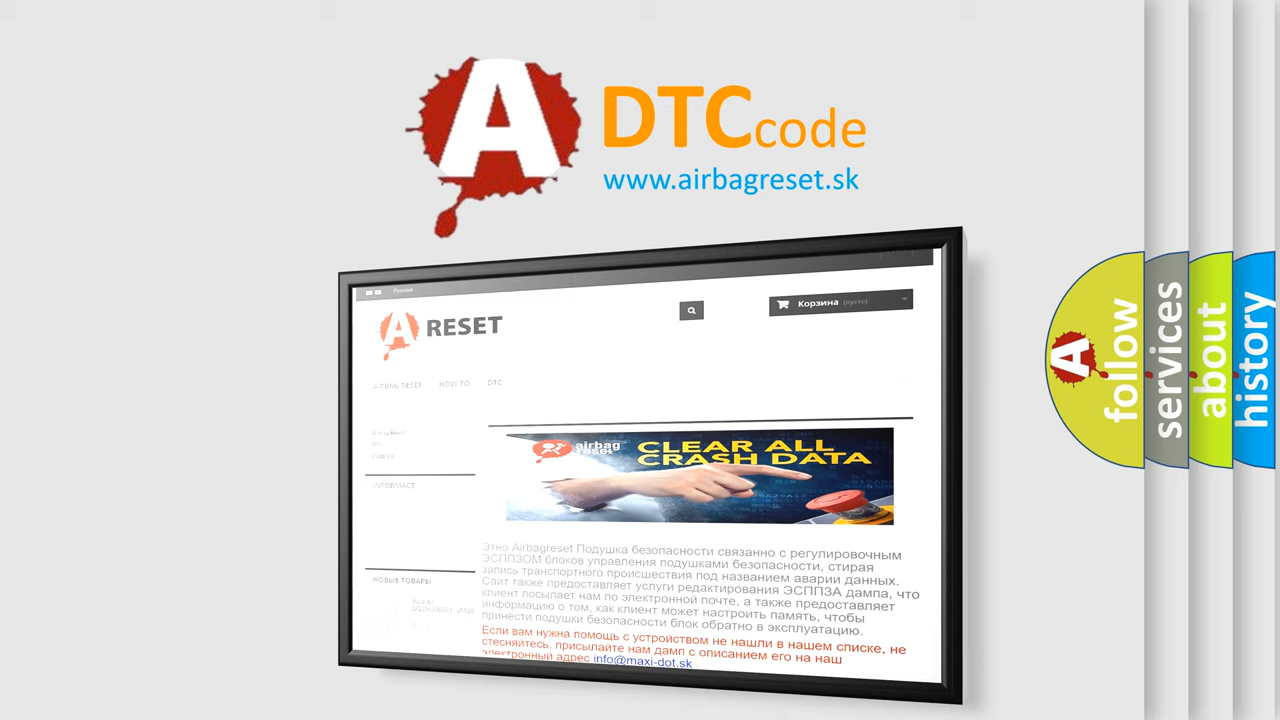 A DTCcode
www.airbagreset.sk
Русский
A RESET
Корзина (пусто)
AIRBAG RESET HOW TO DTC
INFORMACE
airbag
reset
CLEAR ALL
CRASH DATA
Этно Airbagreset Подушка безопасности связанно с регулировочным
ЭСППЗОМ блоков управления подушками безопасности, стирая
запись транспортного происшествия под названием аварии данных.
Сайт также предоставляет услуги редактирования ЭСППЗА дампа, что
клиент посылает нам по электронной почте, а также предоставляет
информацию о том, как клиент может настроить память, чтобы
принести подушки безопасности блок обратно в эксплуатацию.
Если вам нужна помощь с устройством не нашли в нашем списке, не
стесняйтесь, присылайте нам дамп с описанием его на наш
электронный адрес info@maxi-dot.sk
НОВЫЕ ТОВАРЫ
A follow
services
about
history